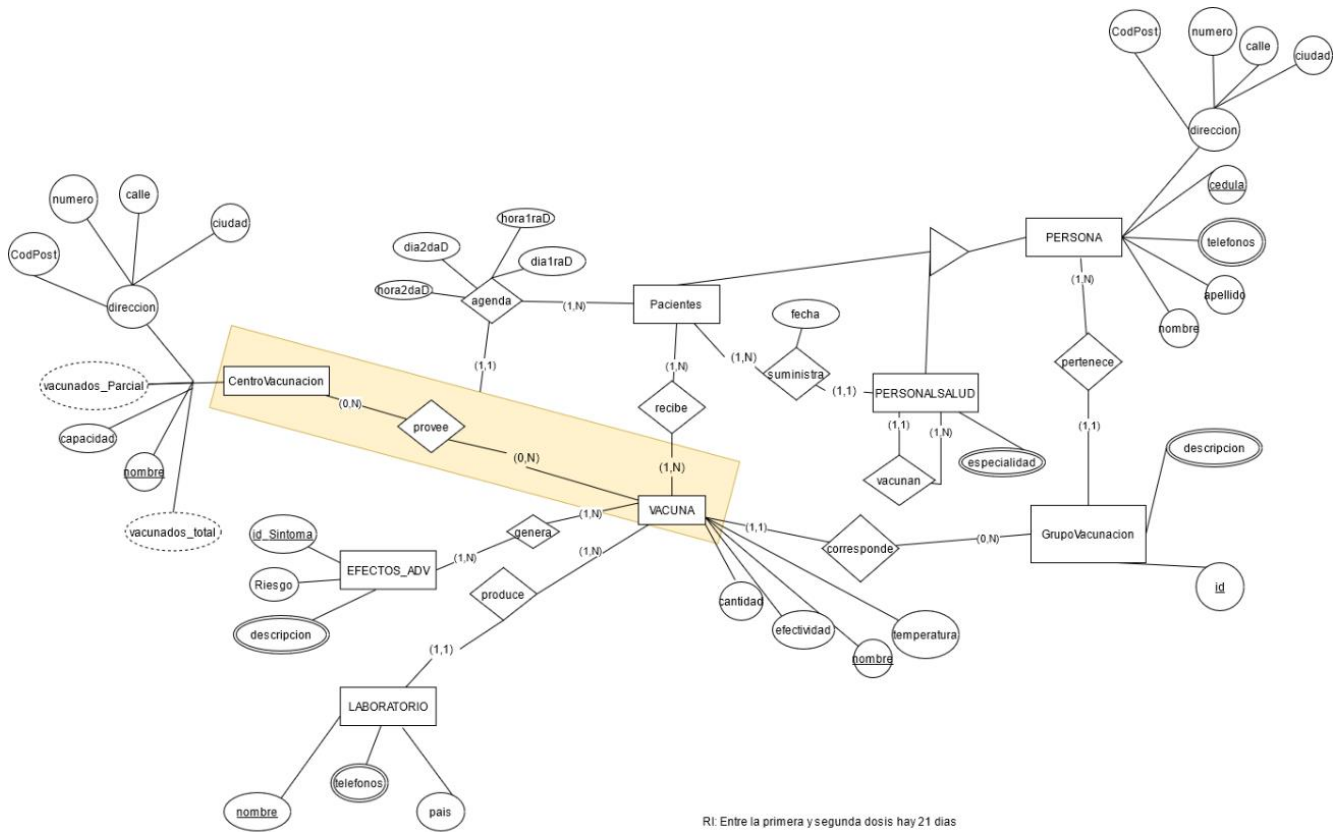 CodPost
numero
calle
ciudad
direccion
cedula
telefonos
apellido
nombre
PERSONA
(1,N)
pertenece
(1,1)
numero
calle
ciudad
CodPost
direccion
hora1raD
dia2daD
dia1raD
hora2daD
agenda
(1,N)
Pacientes
(1,1)
fecha
(1,N)
suministra
(1,1)
PERSONALSALUD
(1,1)
(1,N)
vacunan
especialidad
vacunados_Parcial
CentroVacunacion
capacidad
nombre
vacunados_total
(0,N)
provee
(0,N)
(1,N)
recibe
(1,N)
VACUNA
descripcion
GrupoVacunacion
id
(1,1)
corresponde
(0,N)
(1,N)
genera
(1,N)
id_Sintoma
EFECTOS_ADV
Riesgo
descripcion
(1,N)
produce
(1,1)
cantidad
efectividad
nombre
temperatura
LABORATORIO
nombre
telefonos
pais
RI: Entre la primera y segunda dosis hay 21 dias